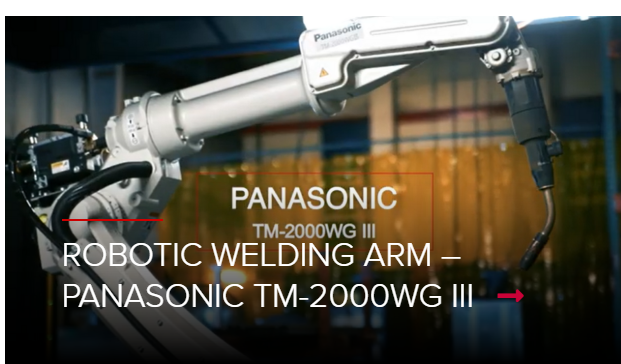 Panasonic
PANASONIC
TM-2000WG III
ROBOTIC WELDING ARM –
PANASONIC TM-2000WG III